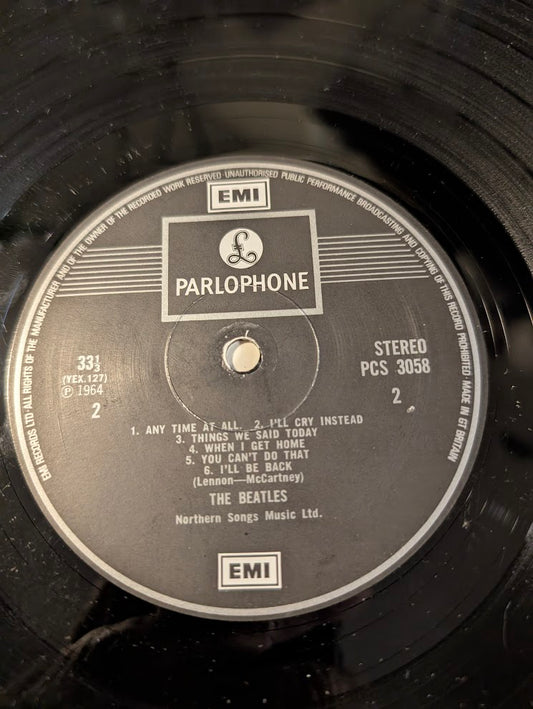 EMI RECORDS LTD·ALL RIGHTS OF THE MANUFACTURER AND OF THE OWNER OF THE RECORDED WORK RESERVED UNAUTHORISED PUBLIC PERFORMANCE BROADCASTING AND COPYING OF THIS RECORD PROHIBITED·MADE IN GT BRITAIN
EMI
£
PARLOPHONE
33⅓
(YEX.127)
℗ 1964
2
STEREO
PCS 3058
2
1. ANY TIME AT ALL 2. I'LL CRY INSTEAD
3. THINGS WE SAID TODAY
4. WHEN I GET HOME
5. YOU CAN'T DO THAT
6. I'LL BE BACK
(Lennon—McCartney)
THE BEATLES
Northern Songs Music Ltd.
EMI